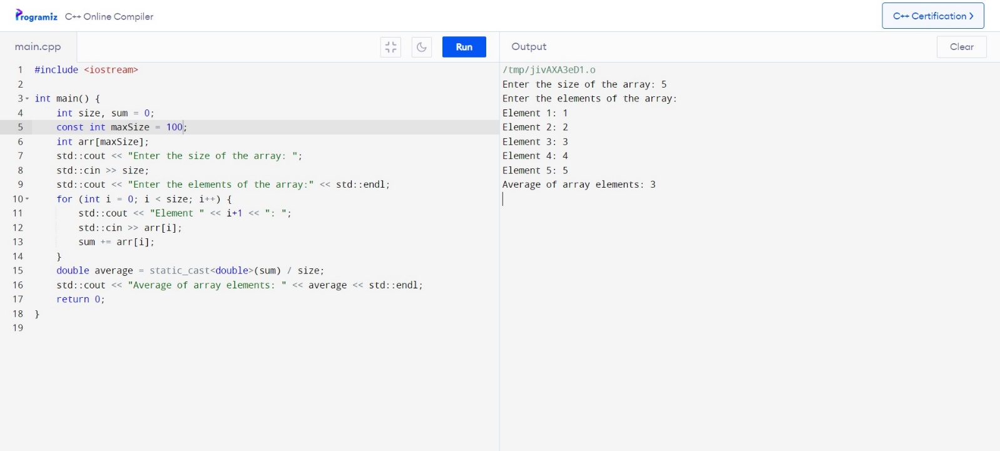 Programiz C++ Online Compiler
C++ Certification >
main.cpp
Run
Output
Clear
1 #include <iostream>
2
3 int main() {
4     int size, sum = 0;
5     const int maxSize = 100;
6     int arr[maxSize];
7     std::cout << "Enter the size of the array: ";
8     std::cin >> size;
9     std::cout << "Enter the elements of the array:" << std::endl;
10     for (int i = 0; i < size; i++) {
11         std::cout << "Element " << i+1 << ": ";
12         std::cin >> arr[i];
13         sum += arr[i];
14     }
15     double average = static_cast<double>(sum) / size;
16     std::cout << "Average of array elements: " << average << std::endl;
17     return 0;
18 }
19
/tmp/jivAXA3eD1.o
Enter the size of the array: 5
Enter the elements of the array:
Element 1: 1
Element 2: 2
Element 3: 3
Element 4: 4
Element 5: 5
Average of array elements: 3